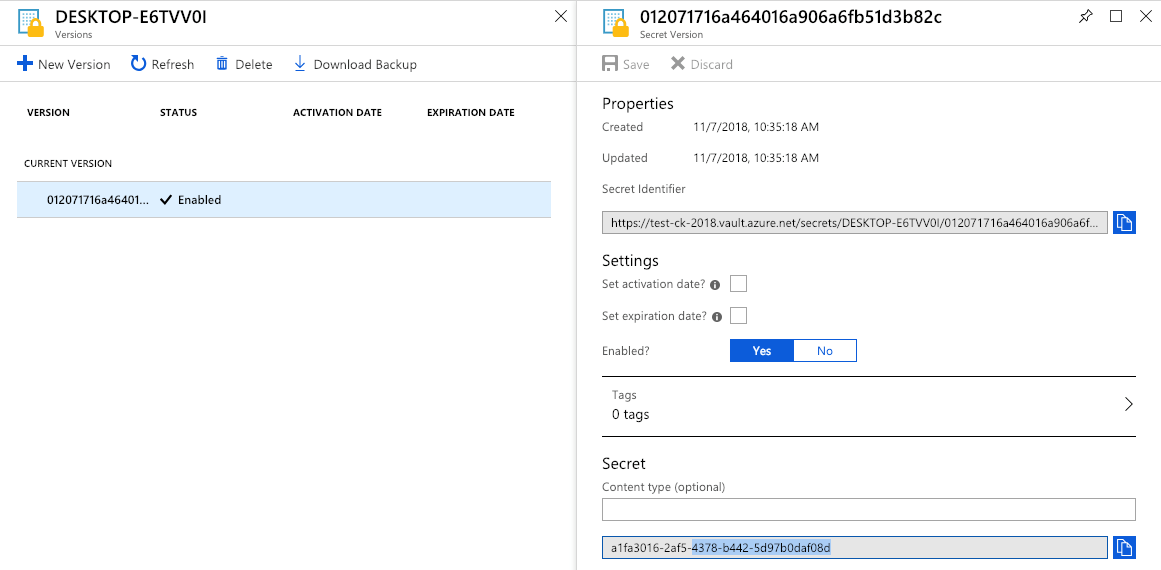 DESKTOP-E6TVV0I
Versions
New Version
Refresh
Delete
Download Backup
VERSION
STATUS
ACTIVATION DATE
EXPIRATION DATE
CURRENT VERSION
012071716a46401...
Enabled
012071716a464016a906a6fb51d3b82c
Secret Version
Save
Discard
Properties
Created
11/7/2018, 10:35:18 AM
Updated
11/7/2018, 10:35:18 AM
Secret Identifier
https://test-ck-2018.vault.azure.net/secrets/DESKTOP-E6TVV0I/012071716a464016a906a6f...
Settings
Set activation date?
Set expiration date?
Enabled?
Yes
No
Tags
0 tags
Secret
Content type (optional)
a1fa3016-2af5-4378-b442-5d97b0daf08d